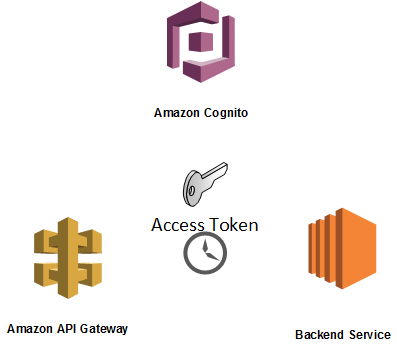 Amazon Cognito
Access Token
Amazon API Gateway
Backend Service